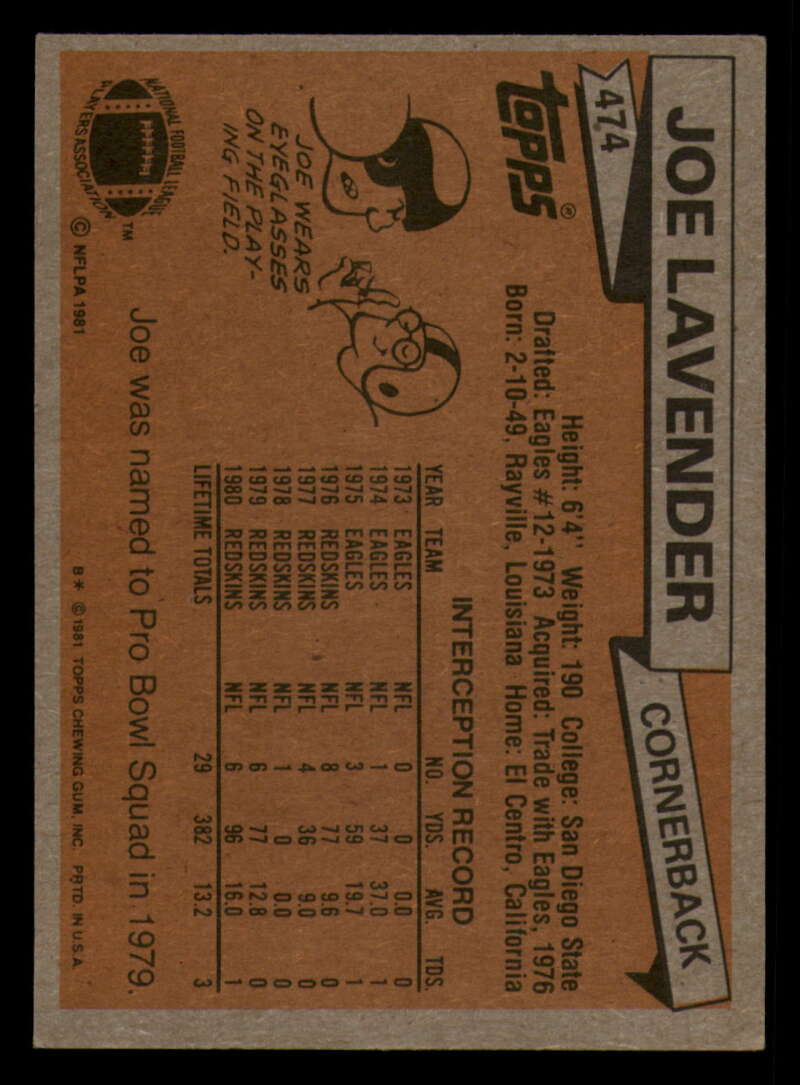 JOE LAVENDER
474
CORNERBACK
topps®
Height: 6'4" Weight: 190 College: San Diego State
Drafted: Eagles #12-1973 Acquired: Trade with Eagles, 1976
Born: 2-10-49, Rayville, Louisiana Home: El Centro, California
JOE WEARS
EYEGLASSES
ON THE PLAY-
ING FIELD.
INTERCEPTION RECORD
YEAR TEAM NO. YDS. AVG. TDS.
1973 EAGLES NFL 0 0 0.0 0
1974 EAGLES NFL 1 37 37.0 1
1975 EAGLES NFL 3 59 19.7 1
1976 REDSKINS NFL 8 77 9.6 0
1977 REDSKINS NFL 4 36 9.0 0
1978 REDSKINS NFL 1 0 0.0 0
1979 REDSKINS NFL 6 77 12.8 0
1980 REDSKINS NFL 6 96 16.0 1
LIFETIME TOTALS 29 382 13.2 3
Joe was named to Pro Bowl Squad in 1979.
NATIONAL FOOTBALL LEAGUE
PLAYERS ASSOCIATION
TM
© NFLPA 1981
B* ©1981 TOPPS CHEWING GUM, INC. PRTD. IN U.S.A.